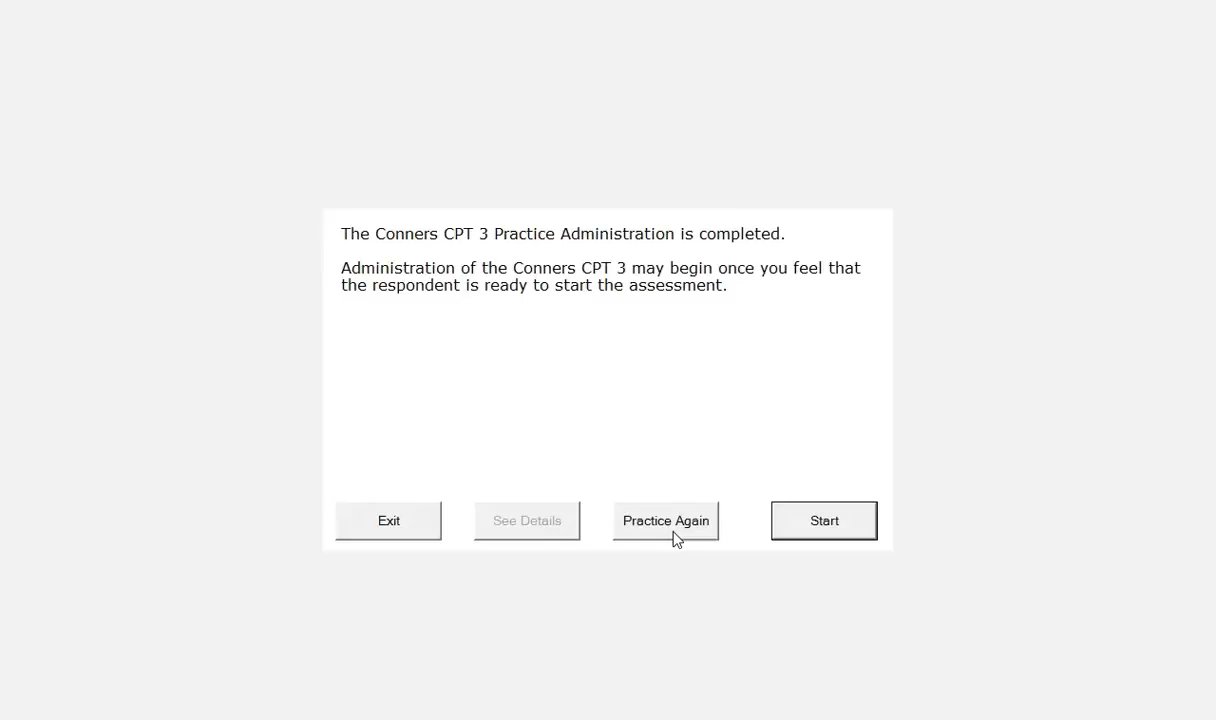 The Conners CPT 3 Practice Administration is completed.
Administration of the Conners CPT 3 may begin once you feel that
the respondent is ready to start the assessment.
Exit
See Details
Practice Again
Start